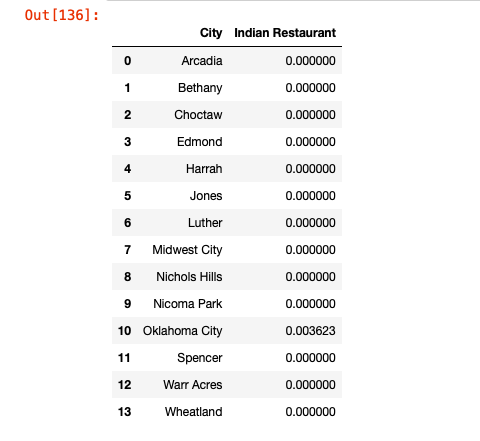 Out[136]:
City Indian Restaurant
0 Arcadia 0.000000
1 Bethany 0.000000
2 Choctaw 0.000000
3 Edmond 0.000000
4 Harrah 0.000000
5 Jones 0.000000
6 Luther 0.000000
7 Midwest City 0.000000
8 Nichols Hills 0.000000
9 Nicoma Park 0.000000
10 Oklahoma City 0.003623
11 Spencer 0.000000
12 Warr Acres 0.000000
13 Wheatland 0.000000